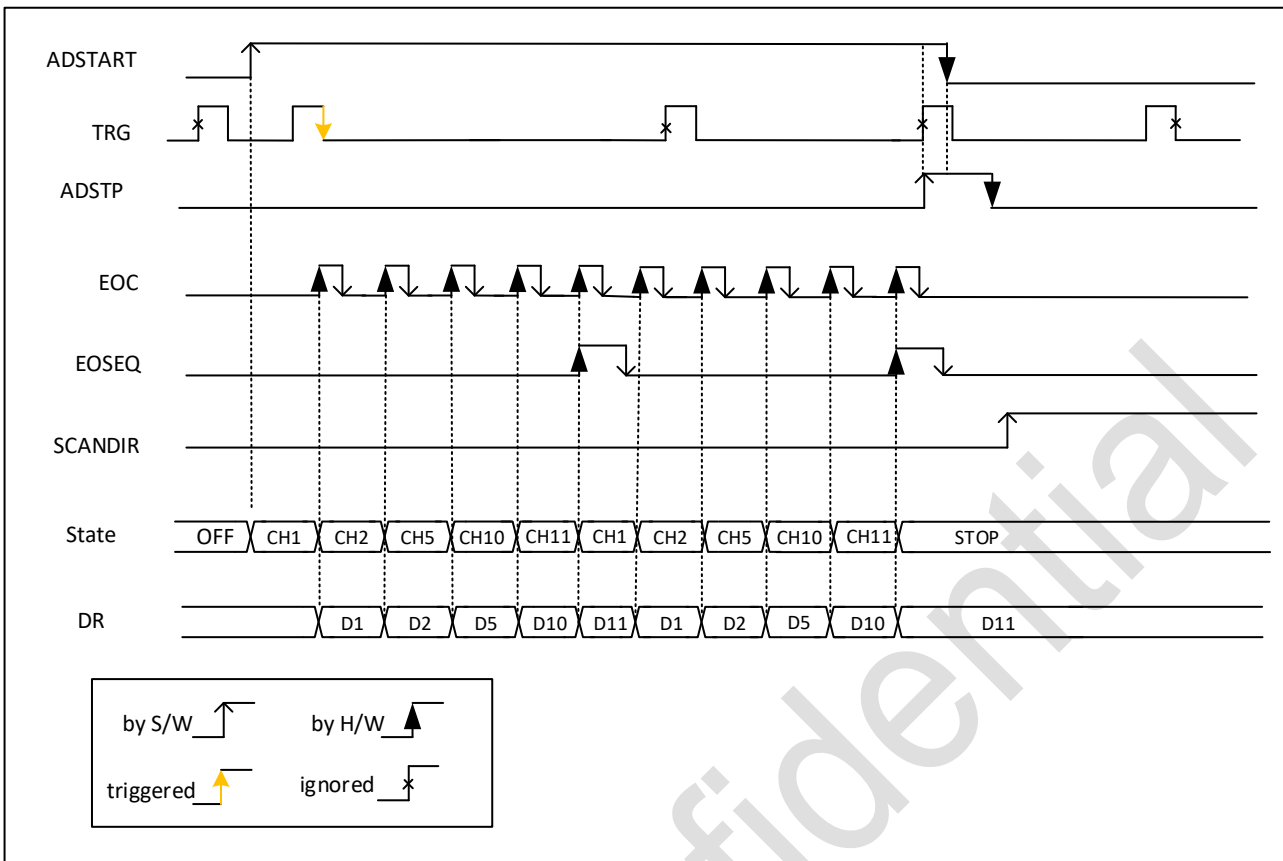 ADSTART
TRG
ADSTP
EOC
EOSEQ
SCANDIR
State OFF CH1 CH2 CH5 CH10 CH11 CH1 CH2 CH5 CH10 CH11 STOP
DR D1 D2 D5 D10 D11 D1 D2 D5 D10 D11
by S/W by H/W
triggered ignored
fidential